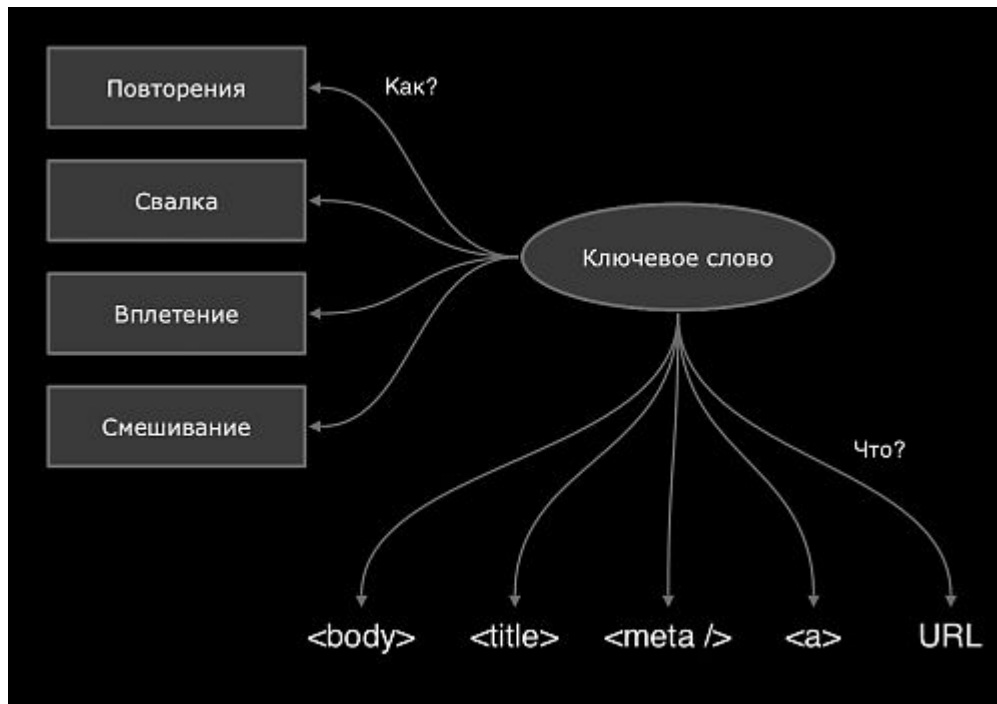 Повторения
Как?
Свалка
Ключевое слово
Вплетение
Смешивание
Что?
<body>
<title>
<meta />
<a>
URL